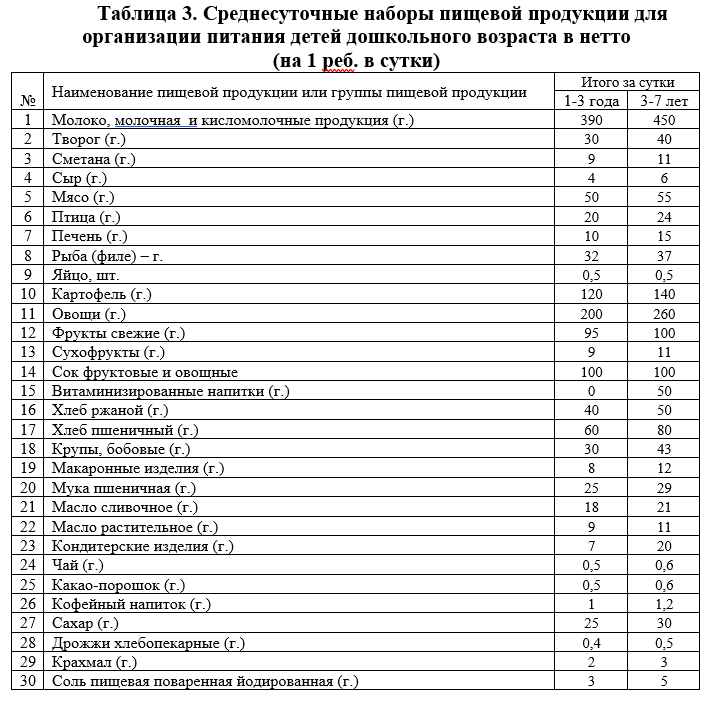 Таблица 3. Среднесуточные наборы пищевой продукции для
организации питания детей дошкольного возраста в нетто
(на 1 реб. в сутки)
№ Наименование пищевой продукции или группы пищевой продукции Итого за сутки
1-3 года 3-7 лет
1 Молоко, молочная и кисломолочные продукция (г.) 390 450
2 Творог (г.) 30 40
3 Сметана (г.) 9 11
4 Сыр (г.) 4 6
5 Мясо (г.) 50 55
6 Птица (г.) 20 24
7 Печень (г.) 10 15
8 Рыба (филе) – г. 32 37
9 Яйцо, шт. 0,5 0,5
10 Картофель (г.) 120 140
11 Овощи (г.) 200 260
12 Фрукты свежие (г.) 95 100
13 Сухофрукты (г.) 9 11
14 Сок фруктовые и овощные 100 100
15 Витаминизированные напитки (г.) 0 50
16 Хлеб ржаной (г.) 40 50
17 Хлеб пшеничный (г.) 60 80
18 Крупы, бобовые (г.) 30 43
19 Макаронные изделия (г.) 8 12
20 Мука пшеничная (г.) 25 29
21 Масло сливочное (г.) 18 21
22 Масло растительное (г.) 9 11
23 Кондитерские изделия (г.) 7 20
24 Чай (г.) 0,5 0,6
25 Какао-порошок (г.) 0,5 0,6
26 Кофейный напиток (г.) 1 1,2
27 Сахар (г.) 25 30
28 Дрожжи хлебопекарные (г.) 0,4 0,5
29 Крахмал (г.) 2 3
30 Соль пищевая поваренная йодированная (г.) 3 5